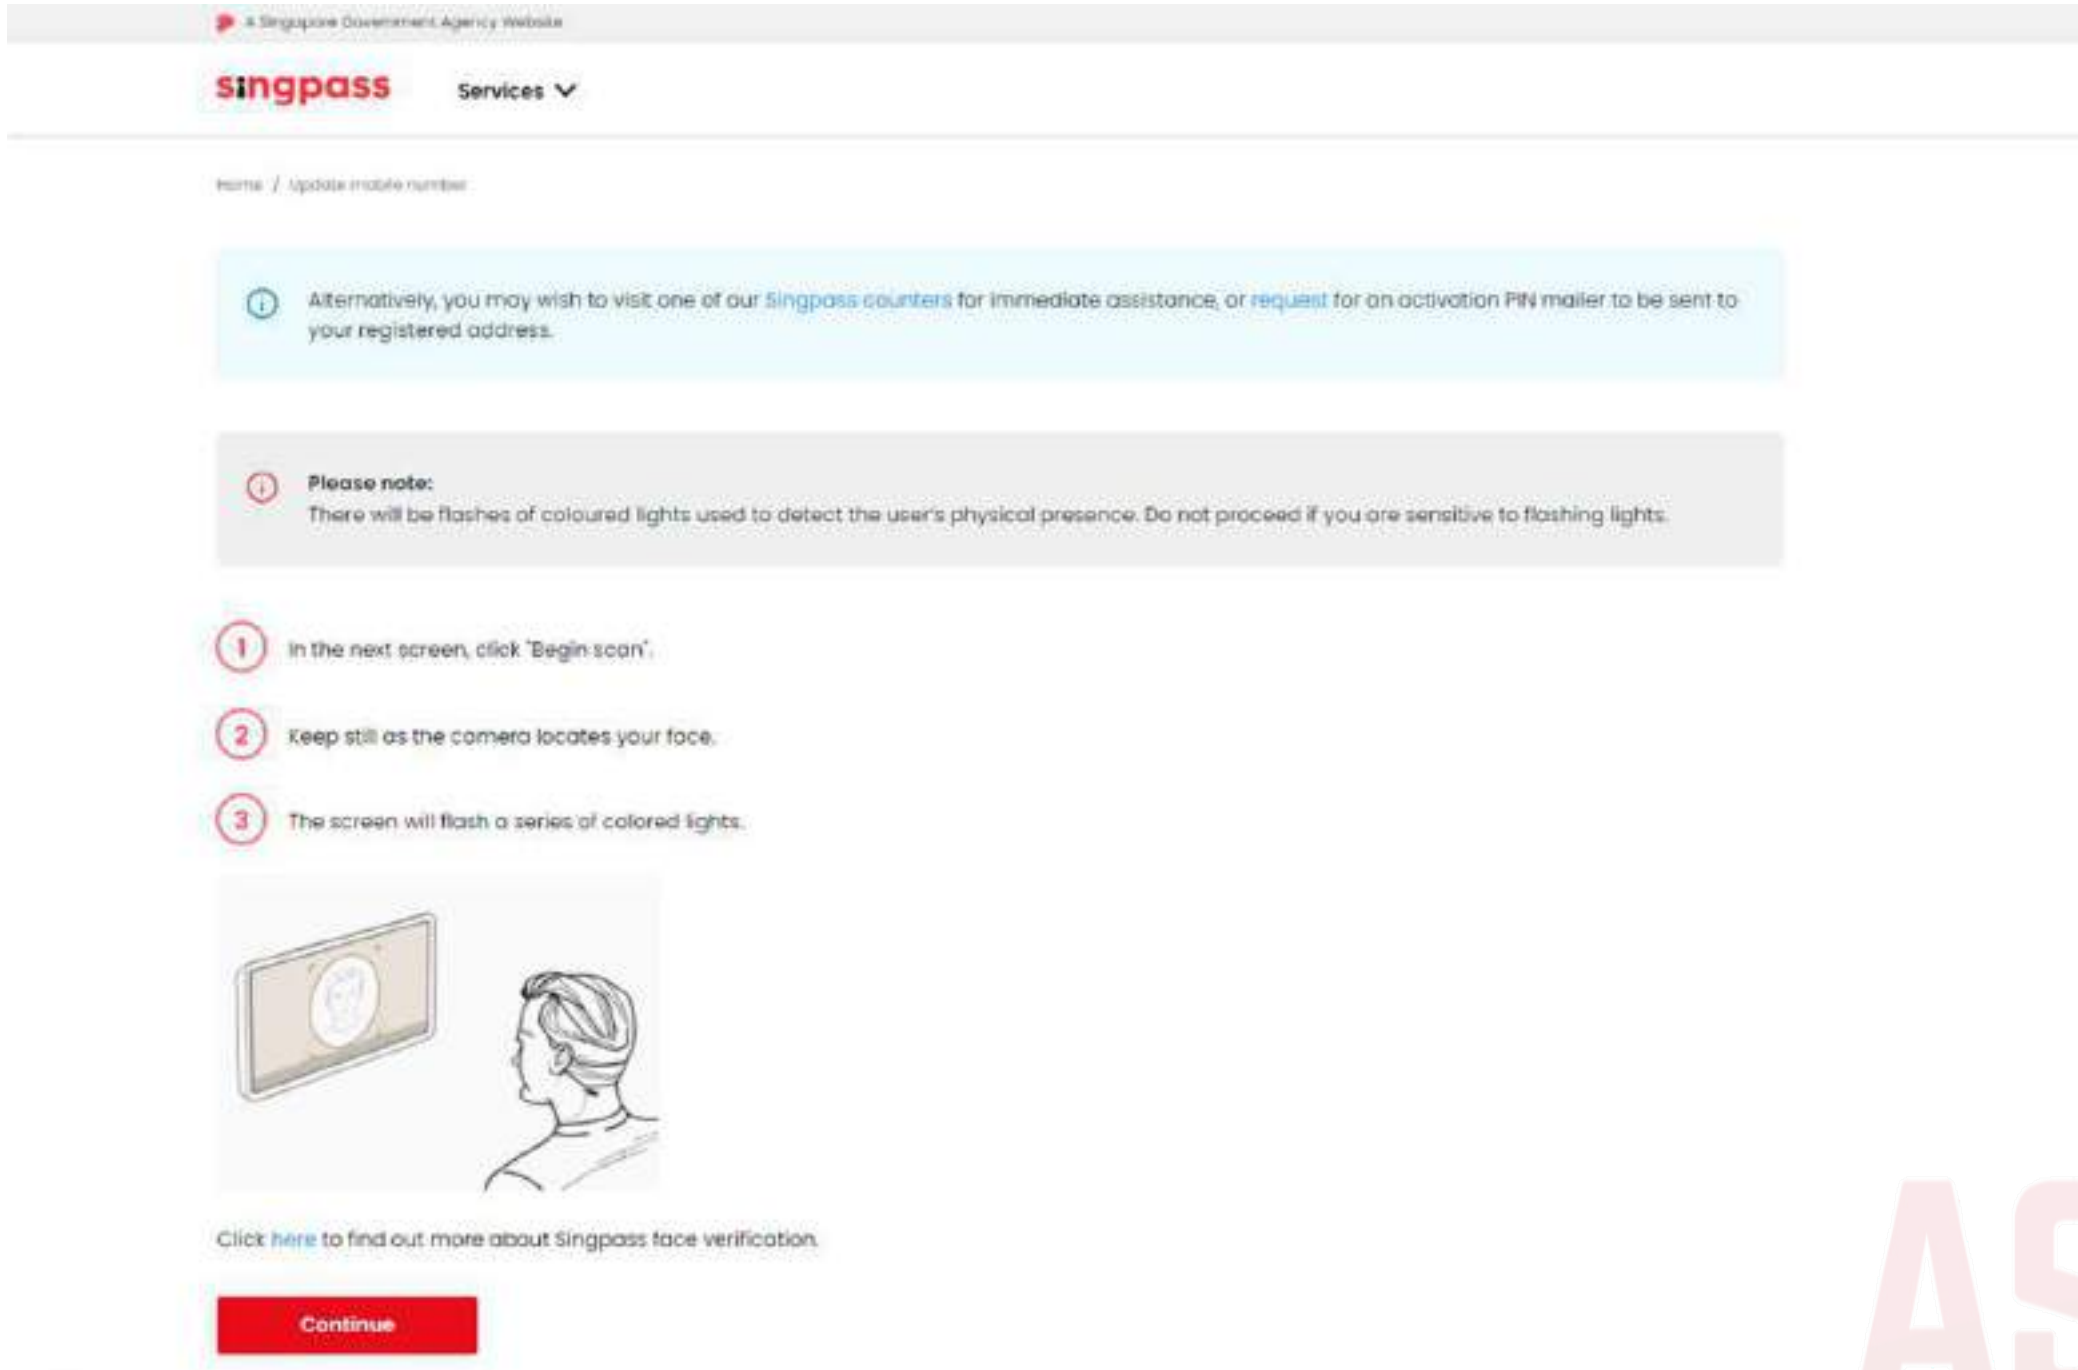 A Singapore Government Agency Website
singpass
Services
Home / Update mobile number
Alternatively, you may wish to visit one of our Singpass counters for immediate assistance, or request for an activation PIN mailer to be sent to
your registered address.
Please note:
There will be flashes of coloured lights used to detect the user's physical presence. Do not proceed if you are sensitive to flashing lights.
1 In the next screen, click "Begin scan".
2 Keep still as the camera locates your face.
3 The screen will flash a series of colored lights.
Click here to find out more about Singpass face verification.
Continue
AS